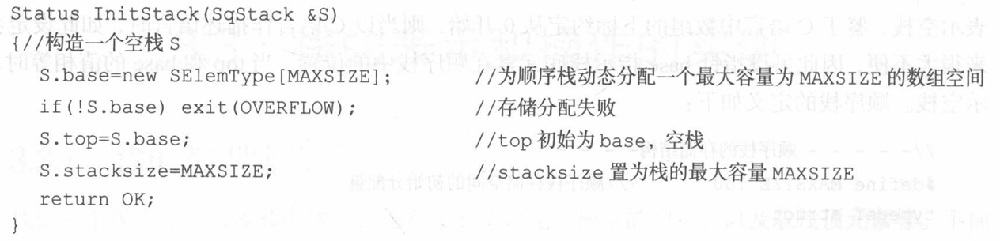 Status InitStack(SqStack &S)
{//构造一个空栈 S
S.base=new SElemType[MAXSIZE]; //为顺序栈动态分配一个最大容量为 MAXSIZE 的数组空间
if(!S.base) exit(OVERFLOW); //存储分配失败
S.top=S.base; //top 初始为 base, 空栈
S.stacksize=MAXSIZE; //stacksize 置为栈的最大容量 MAXSIZE
return OK;
}